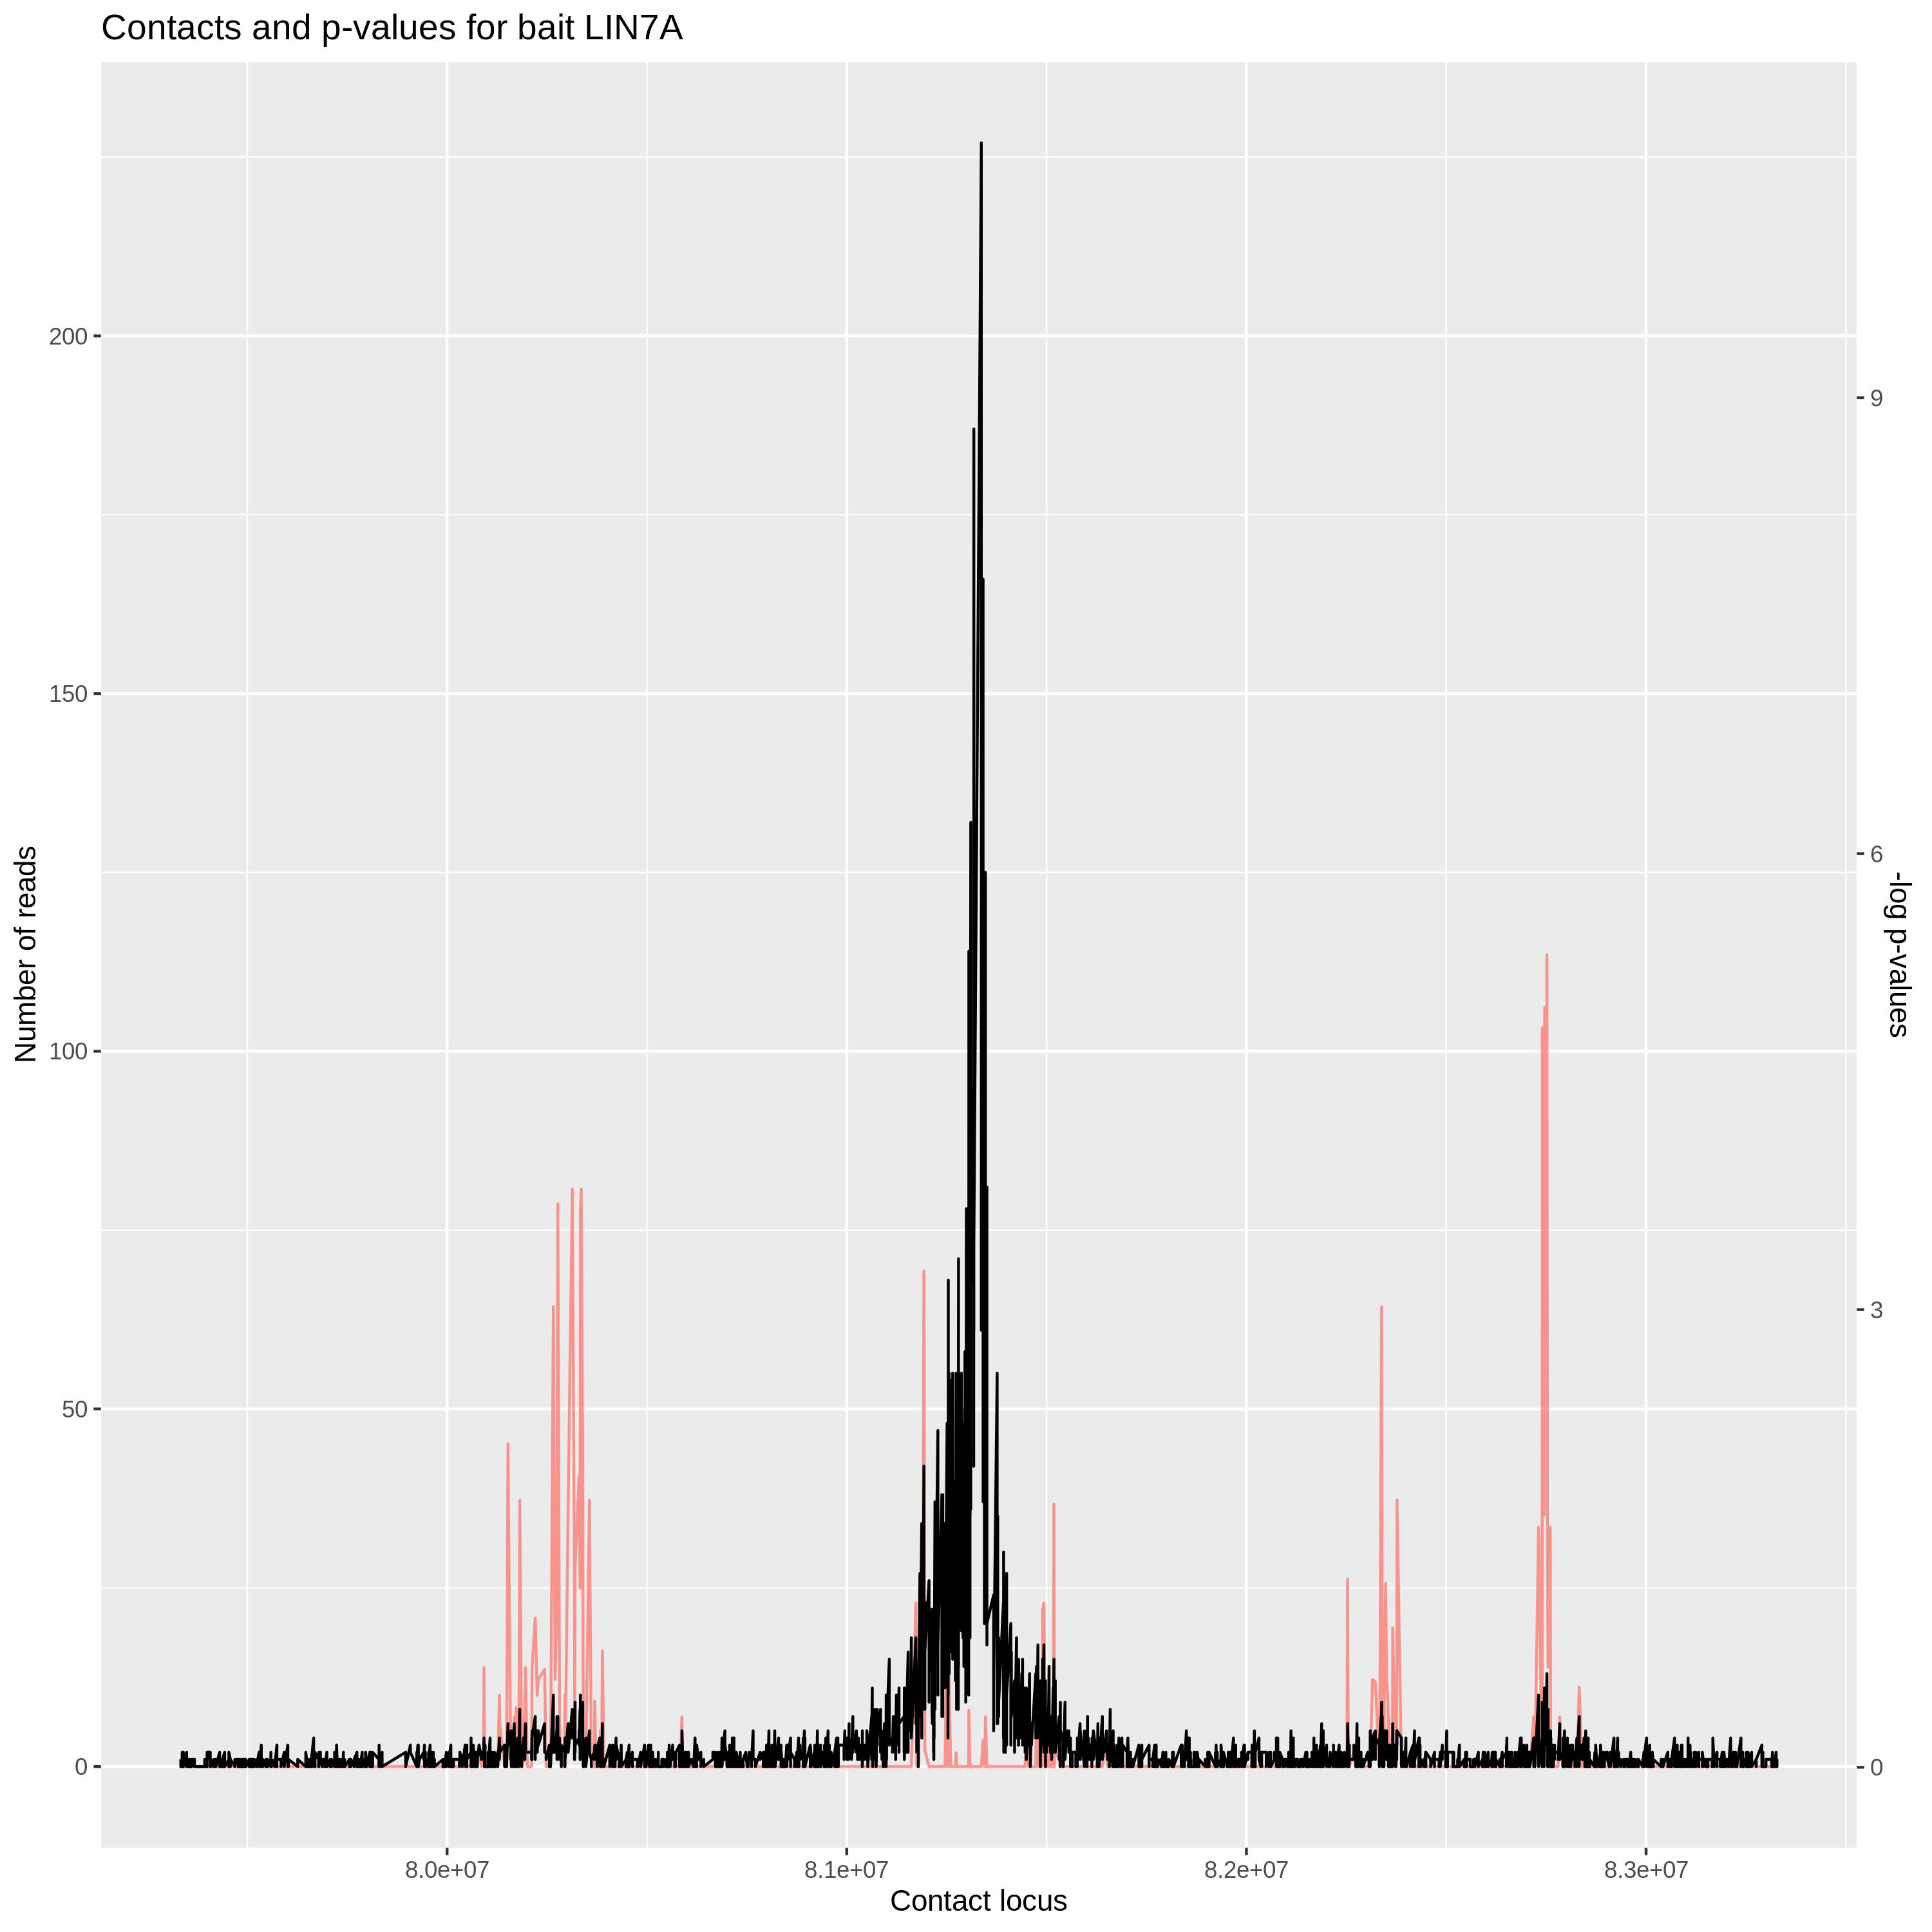 Contacts and p-values for bait LIN7A
200
150
100
50
0
Number of reads
9
6
3
0
-log p-values
8.0e+07
8.1e+07
8.2e+07
8.3e+07
Contact locus